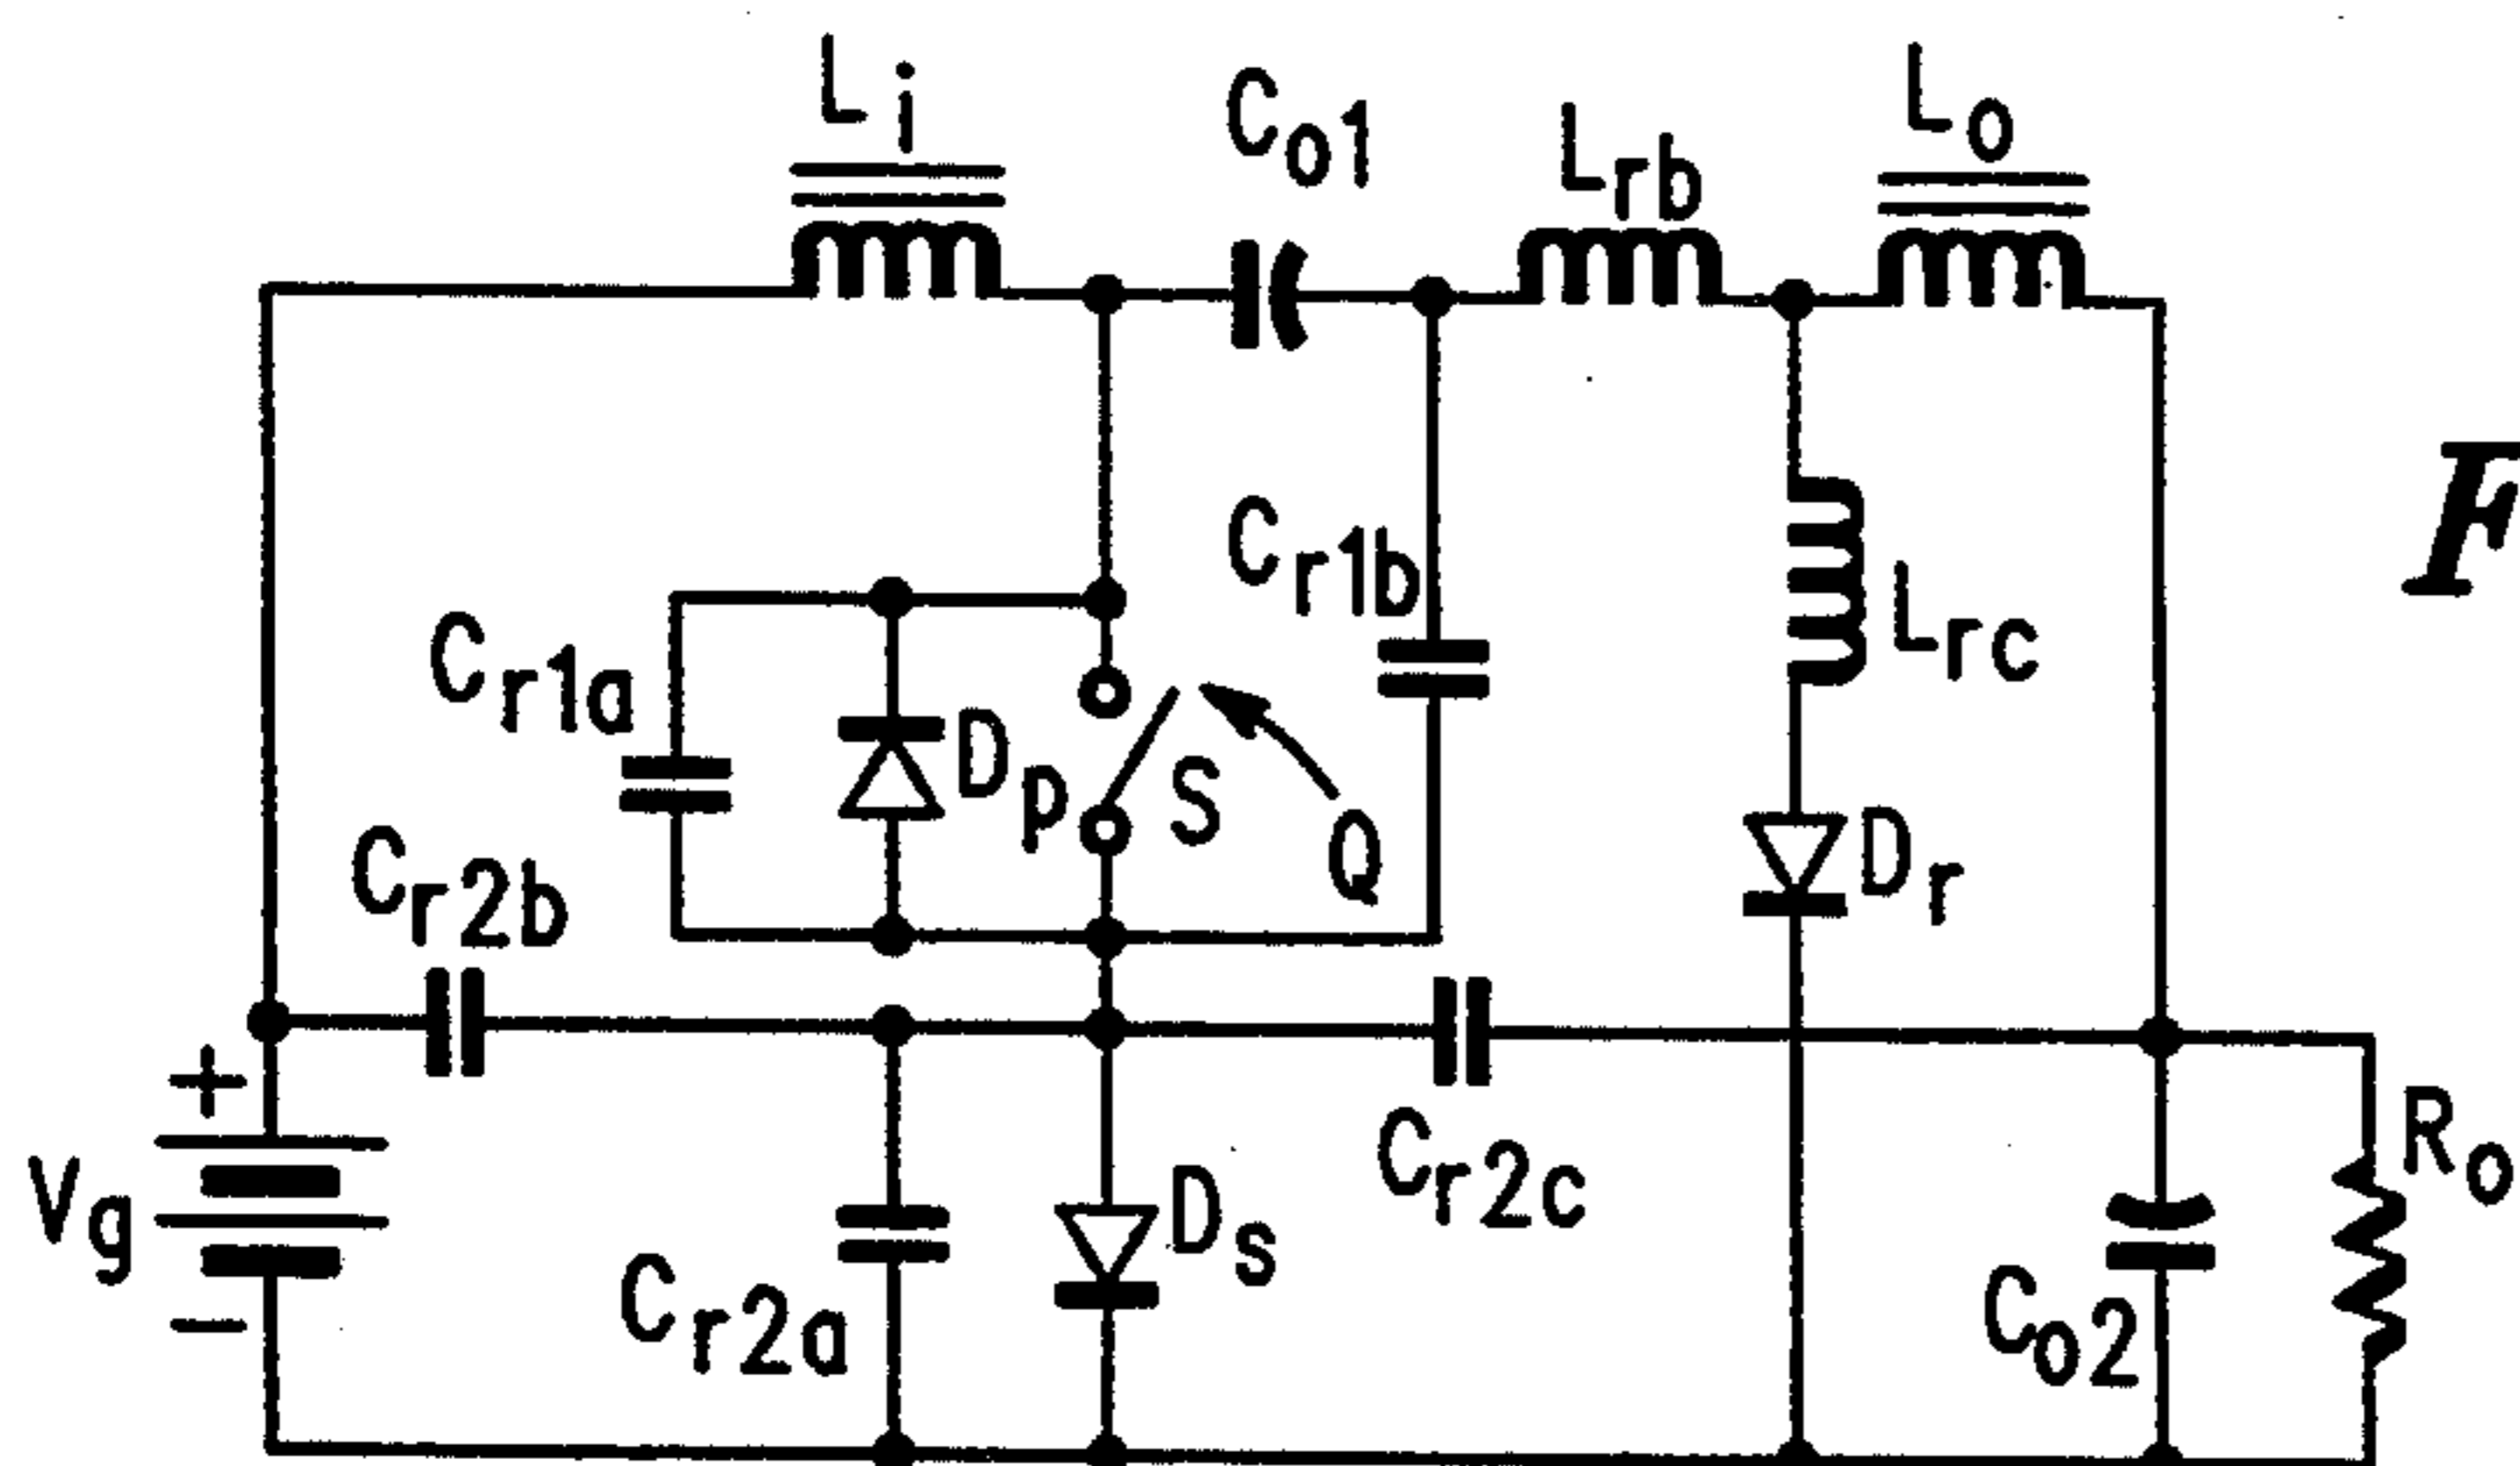 Li
Co1
Lrb
Lo
F
Cr1b
Cr1a
Lrc
Dp
S
Q
Dr
Cr2b
+
Vg
−
Cr2a
Ds
Cr2c
Co2
Ro